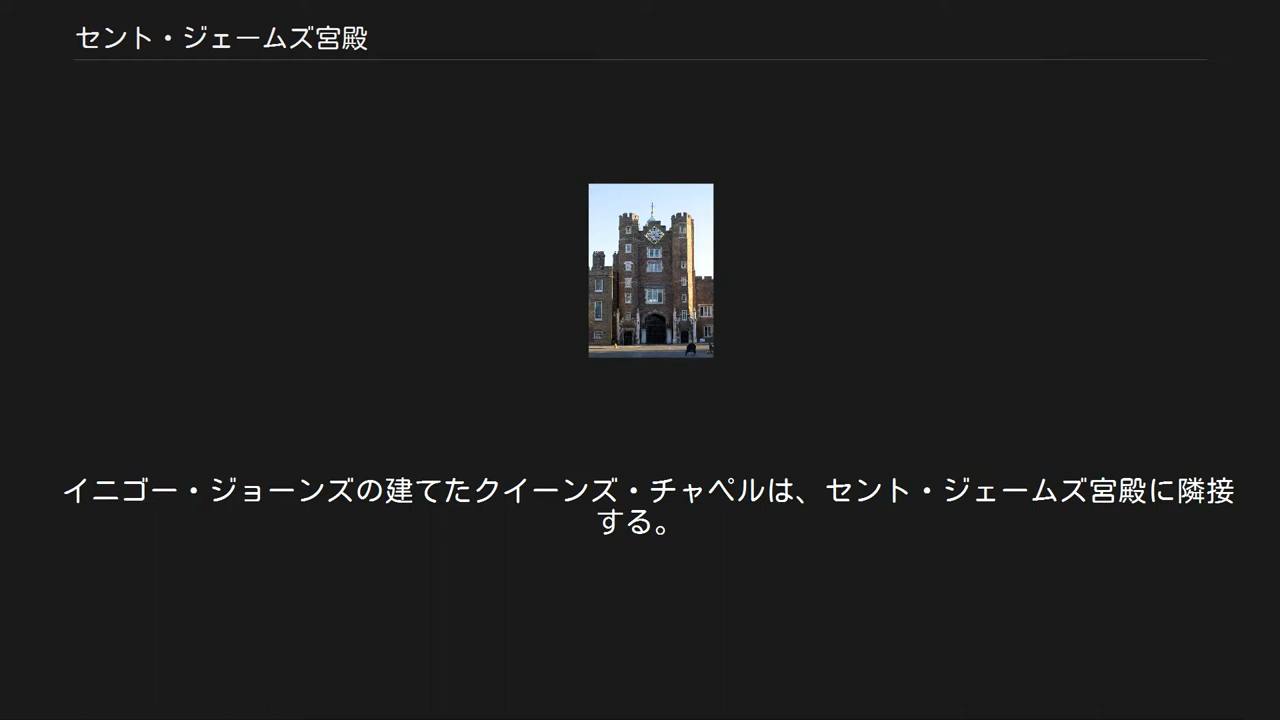 セント・ジェームズ宮殿
イニゴー・ジョーンズの建てたクイーンズ・チャペルは、セント・ジェームズ宮殿に隣接
する。